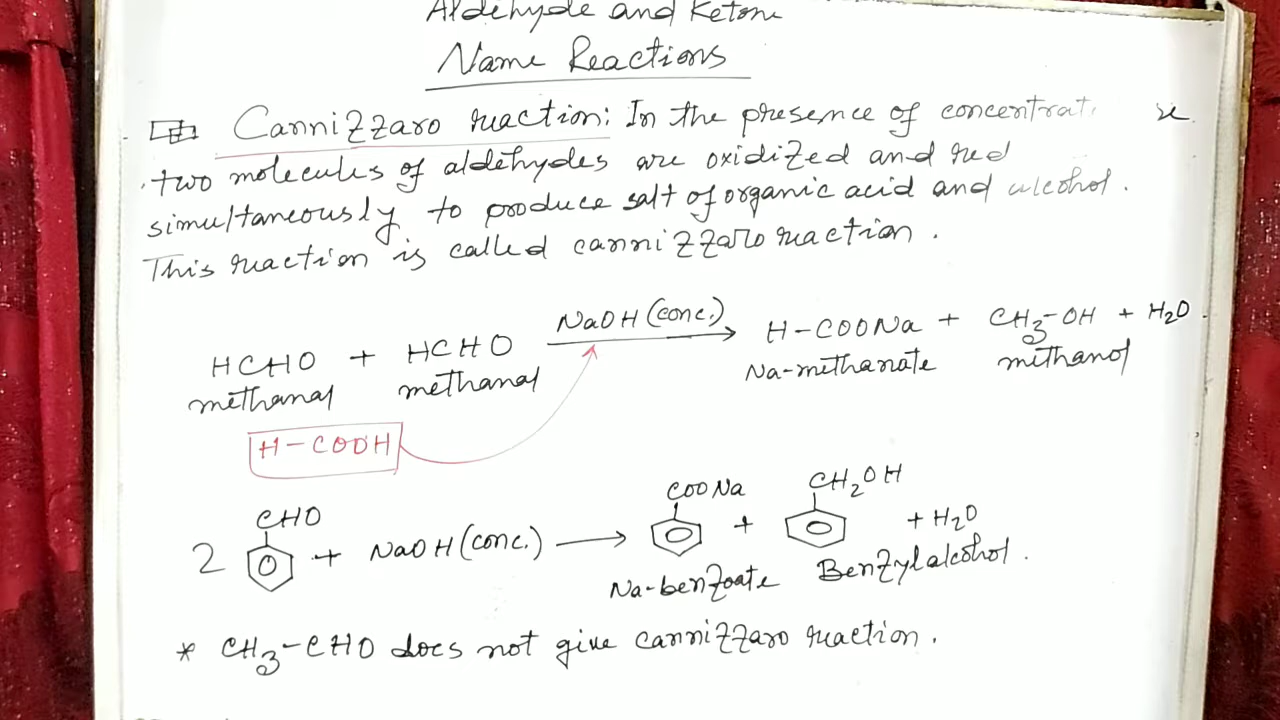 Aldehyde and Ketone
Name Reactions
Cannizzaro reaction: In the presence of concentrat
two molecules of aldehydes are oxidized and red
simultaneously to produce salt of organic acid and alcohol.
This reaction is called cannizzaro reaction.
HCHO + HCHO NaOH (conc.) → H-COONa + CH3-OH + H2O.
methanal methanal Na-methanate methanol
H-COOH
CHO COONa CH2OH
2 + NaOH (conc.) → + + H2O
Na-benzoate Benzylalcohol.
* CH3-CHO does not give cannizzaro reaction.